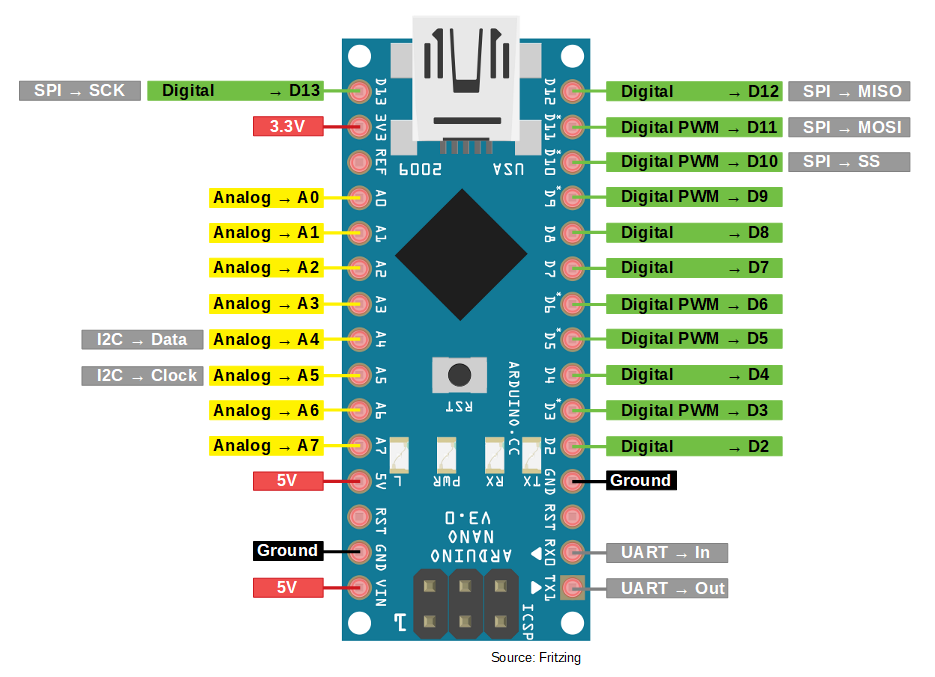 SPI → SCK
Digital → D13
D13
D12
Digital → D12
SPI → MISO
3.3V
3V3
D11*
Digital PWM → D11
SPI → MOSI
REF
2009
USA
D10*
Digital PWM → D10
SPI → SS
Analog → A0
A0
D9*
Digital PWM → D9
Analog → A1
A1
D8
Digital → D8
Analog → A2
A2
D7
Digital → D7
Analog → A3
A3
D6*
Digital PWM → D6
I2C → Data
Analog → A4
A4
D5*
Digital PWM → D5
I2C → Clock
Analog → A5
A5
D4
Digital → D4
RST
ARDUINO.CC
Analog → A6
A6
D3*
Digital PWM → D3
Analog → A7
A7
D2
Digital → D2
5V
5V
L
PWR
RX
TX
GND
Ground
RST
RST
Ground
GND
ARDUINO
NANO
V3.0
RX0
UART → In
5V
VIN
1
ICSP
TX1
UART → Out
Source: Fritzing